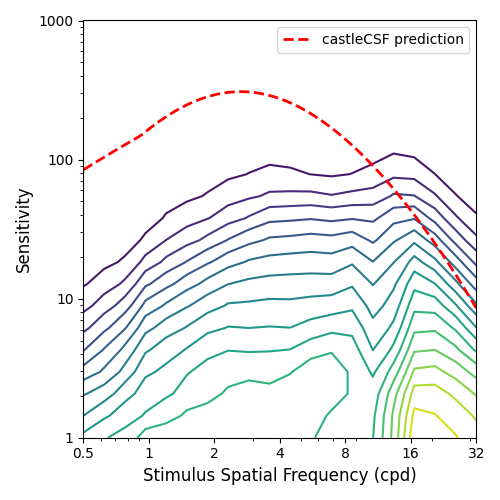 1000
castleCSF prediction
100
Sensitivity
10
1
0.5 1 2 4 8 16 32
Stimulus Spatial Frequency (cpd)